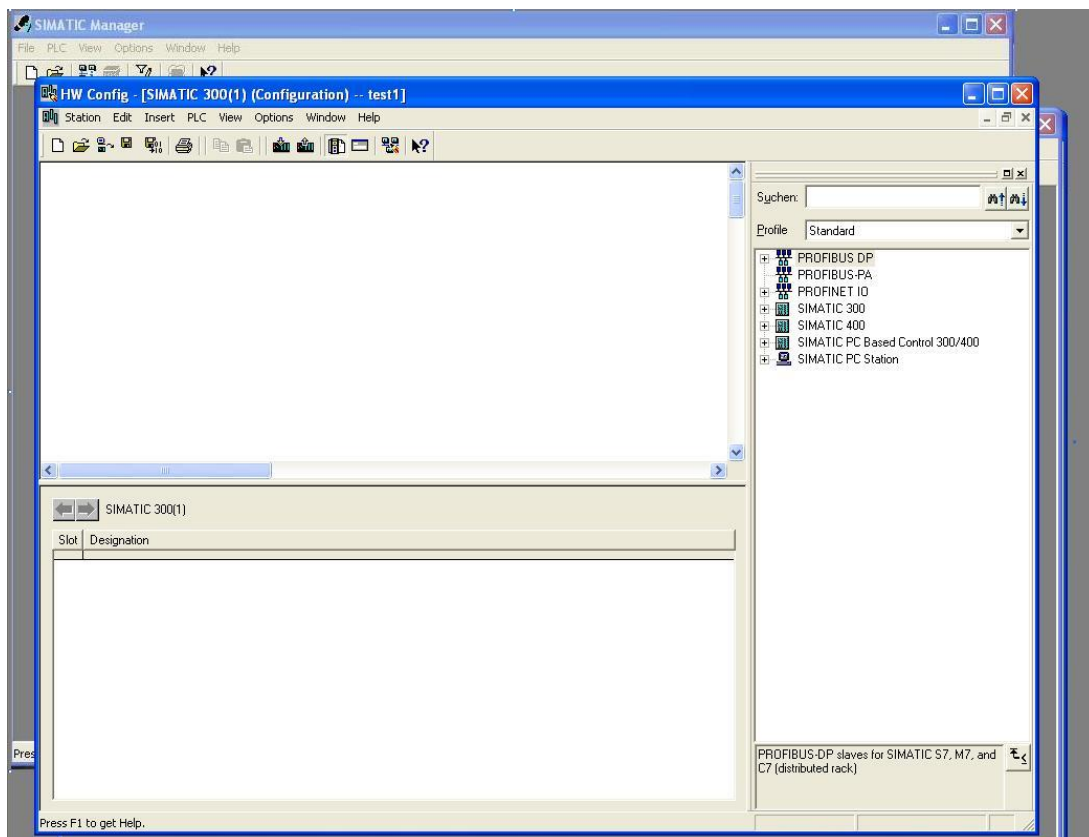 SIMATIC Manager
File PLC View Options Window Help
HW Config - [SIMATIC 300(1) (Configuration) -- test1]
Station Edit Insert PLC View Options Window Help
Suchen:
Profile Standard
PROFIBUS DP
PROFIBUS-PA
PROFINET IO
SIMATIC 300
SIMATIC 400
SIMATIC PC Based Control 300/400
SIMATIC PC Station
SIMATIC 300(1)
Slot Designation
Pres
PROFIBUS-DP slaves for SIMATIC S7, M7, and
C7 (distributed rack)
Press F1 to get Help.